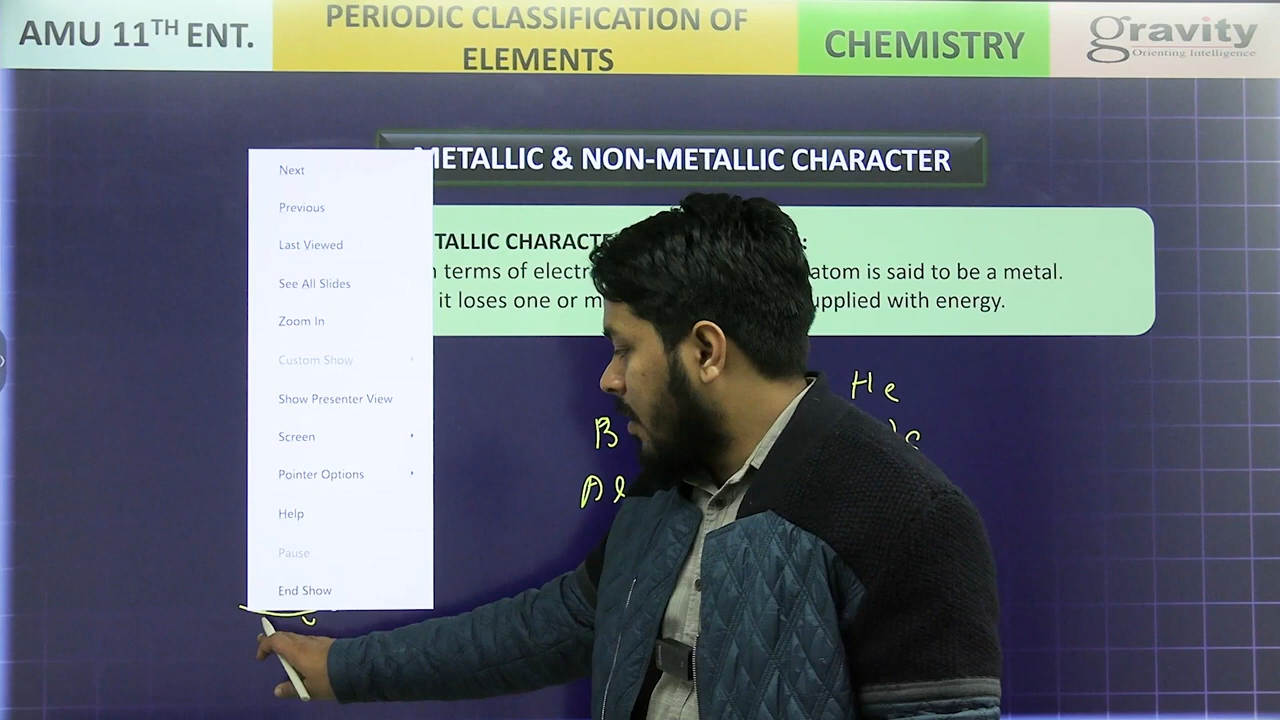 AMU 11TH ENT.
PERIODIC CLASSIFICATION OF
ELEMENTS
CHEMISTRY
gravity
Orienting Intelligence
METALLIC & NON-METALLIC CHARACTER
TALLIC CHARACTE :
terms of electr atom is said to be a metal.
it loses one or m upplied with energy.
Next
Previous
Last Viewed
See All Slides
Zoom In
Custom Show
Show Presenter View
Screen
Pointer Options
Help
Pause
End Show
He
B
Al